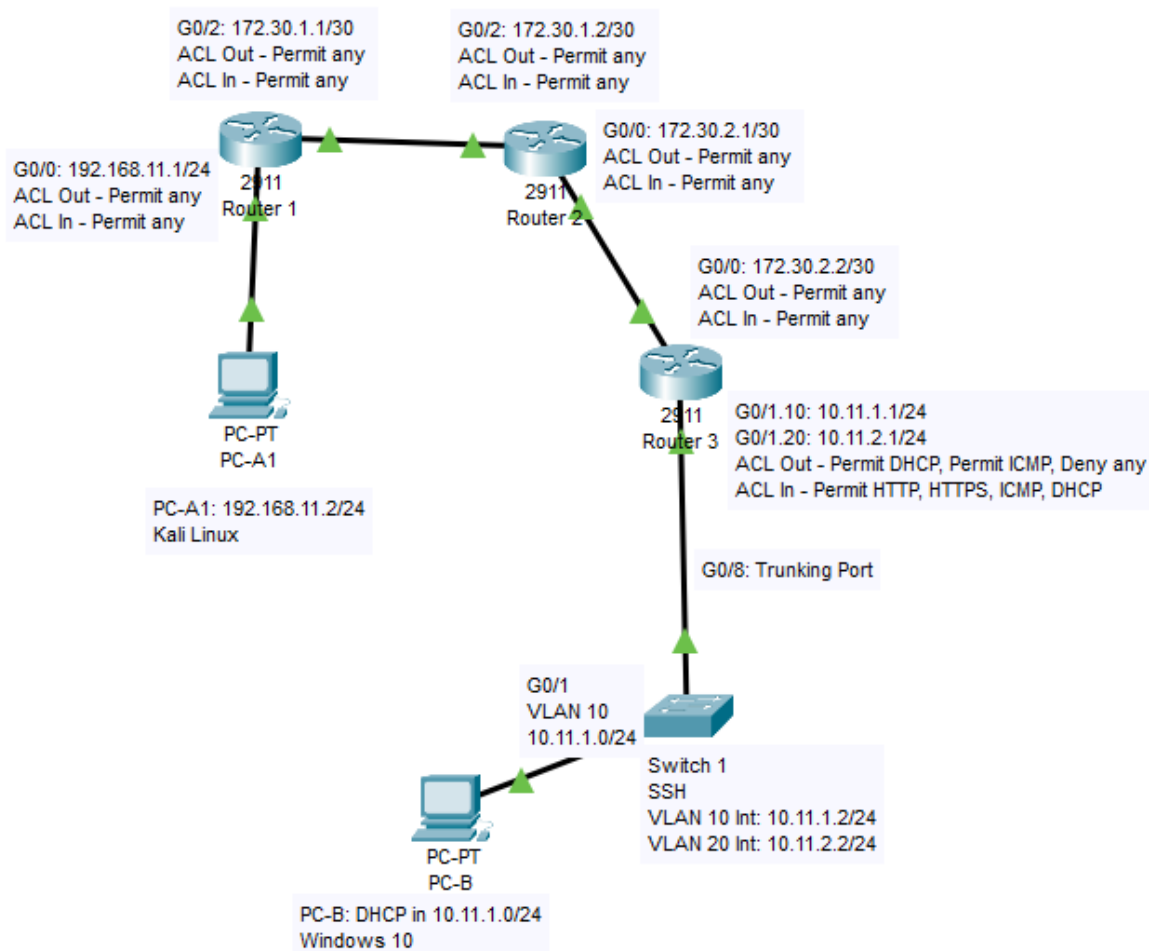 G0/2: 172.30.1.1/30
ACL Out - Permit any
ACL In - Permit any
G0/2: 172.30.1.2/30
ACL Out - Permit any
ACL In - Permit any
G0/0: 192.168.11.1/24
ACL Out - Permit any
ACL In - Permit any
2911
Router 1
2911
Router 2
G0/0: 172.30.2.1/30
ACL Out - Permit any
ACL In - Permit any
G0/0: 172.30.2.2/30
ACL Out - Permit any
ACL In - Permit any
PC-PT
PC-A1
PC-A1: 192.168.11.2/24
Kali Linux
2911
Router 3
G0/1.10: 10.11.1.1/24
G0/1.20: 10.11.2.1/24
ACL Out - Permit DHCP, Permit ICMP, Deny any
ACL In - Permit HTTP, HTTPS, ICMP, DHCP
G0/8: Trunking Port
G0/1
VLAN 10
10.11.1.0/24
Switch 1
SSH
VLAN 10 Int: 10.11.1.2/24
VLAN 20 Int: 10.11.2.2/24
PC-PT
PC-B
PC-B: DHCP in 10.11.1.0/24
Windows 10